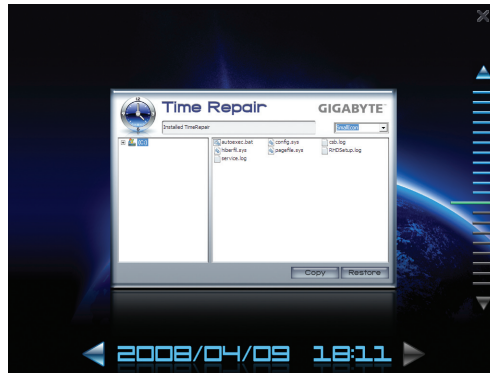 Time Repair
GIGABYTE™
Installed TimeRepair
SmallIcon
autoexec.bat config.sys csb.log
hiberfil.sys pagefile.sys RHDSetup.log
service.log
Copy Restore
2008/04/09 18:11